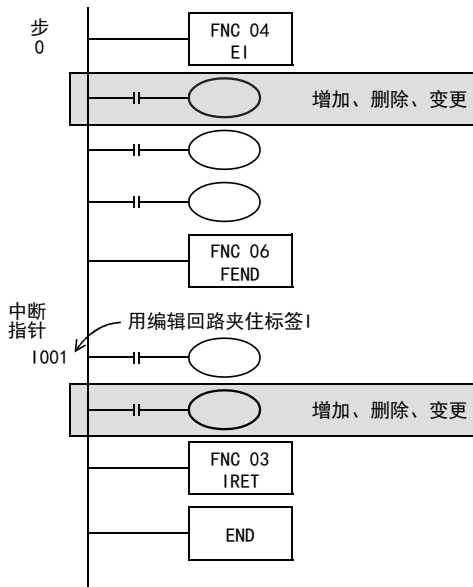 步
0
FNC 04
EI
增加、删除、变更
FNC 06
FEND
中断
指针
I001
用编辑回路夹住标签I
增加、删除、变更
FNC 03
IRET
END